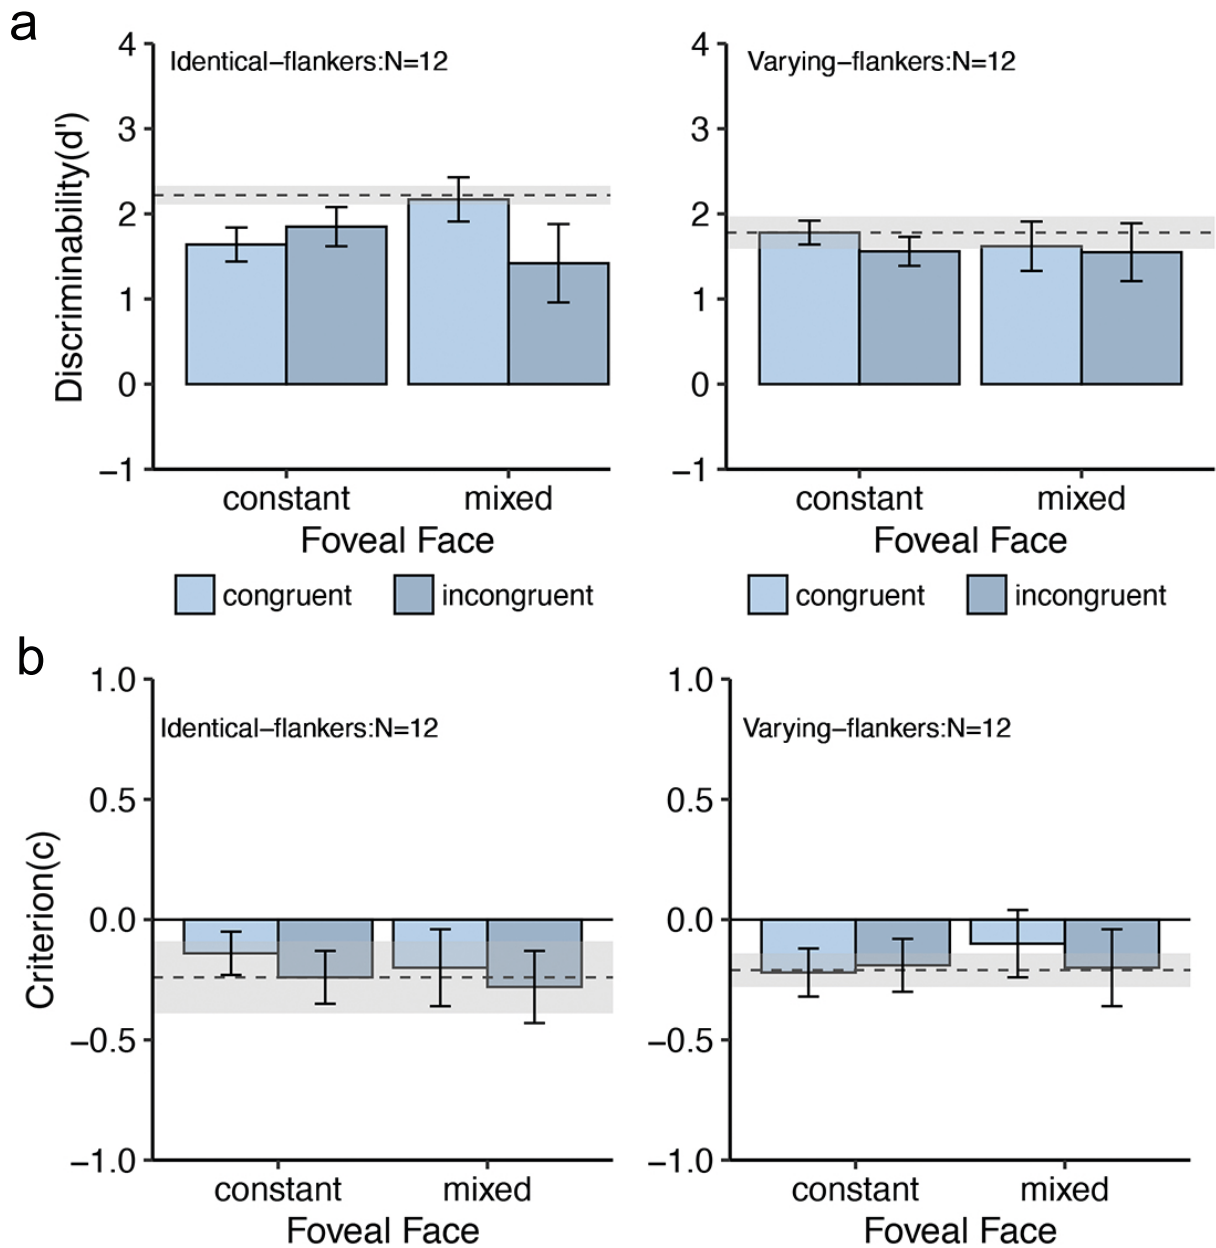 a
Identical−flankers:N=12
Varying−flankers:N=12
Discriminability(d')
4
3
2
1
0
−1
4
3
2
1
0
−1
constant
mixed
constant
mixed
Foveal Face
Foveal Face
congruent
incongruent
congruent
incongruent
b
Identical−flankers:N=12
Varying−flankers:N=12
Criterion(c)
1.0
0.5
0.0
−0.5
−1.0
1.0
0.5
0.0
−0.5
−1.0
constant
mixed
constant
mixed
Foveal Face
Foveal Face